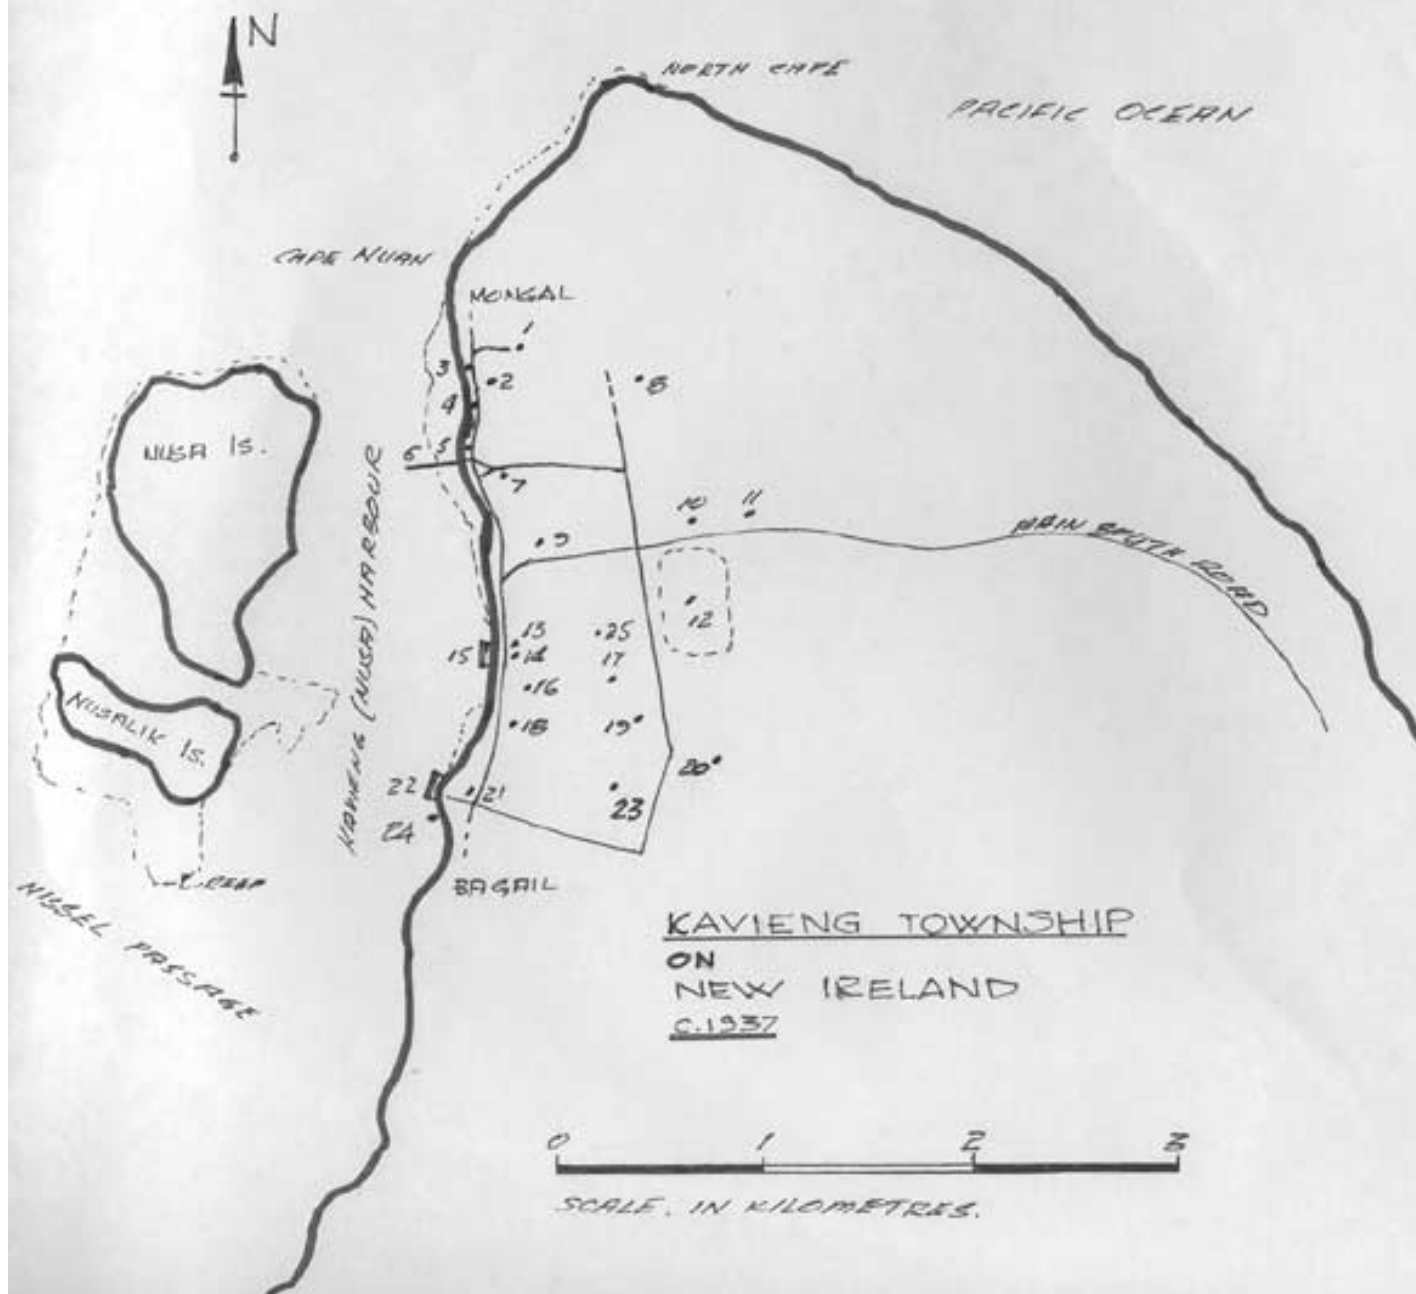 N
NORTH CAPE
PACIFIC OCEAN
CAPE NUAN
MONGAL
1
3
2
8
4
NUSA Is.
6
5
7
KAVIENG (NUSA) HARBOUR
10
11
9
MAIN SOUTH ROAD
12
13
25
15
14
17
16
NUSALIK Is.
18
19
20
22
21
23
24
REEF
BAGAIL
NUSEL PASSAGE
KAVIENG TOWNSHIP
ON
NEW IRELAND
C.1937
0 1 2 3
SCALE. IN KILOMETRES.